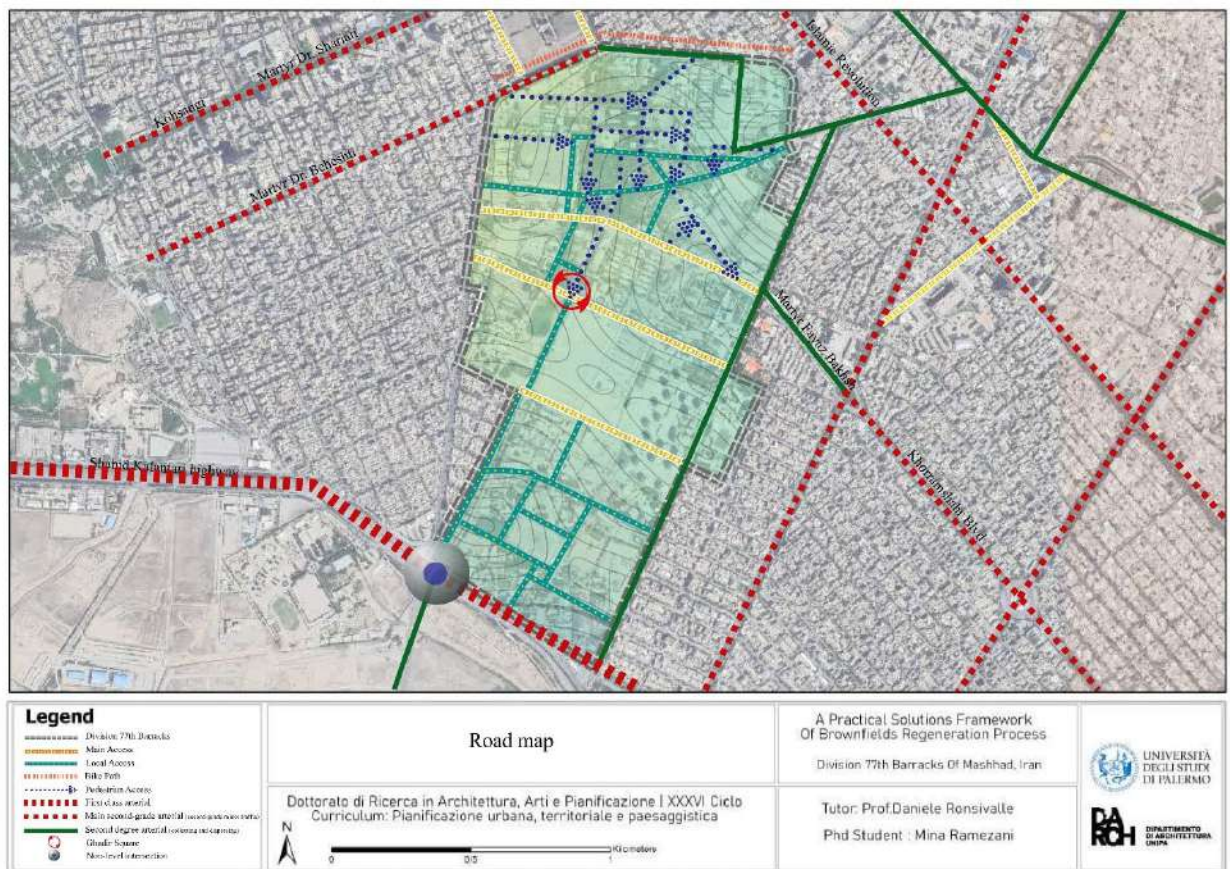 Kohsangi
Martyr Dr. Shariati
Martyr Dr. Beheshti
Islamic Revolution
Martyr Fayaz Bakhsh
Khorramshahr Blvd
Shahid Kalantari highway
Legend
Division 77th Barracks
Main Access
Local Access
Bike Path
Pedestrian Access
First class arterial
Main second-grade arterial
Second degree arterial
Ghadir Square
Non-level intersection
Road map
Dottorato di Ricerca in Architettura, Arti e Pianificazione | XXXVI Ciclo
Curriculum: Pianificazione urbana, territoriale e paesaggistica
N
Kilometers
0
0/5
1
A Practical Solutions Framework
Of Brownfields Regeneration Process
Division 77th Barracks Of Mashhad, Iran
Tutor: Prof.Daniele Ronsivalle
Phd Student : Mina Ramezani
UNIVERSITÀ
DEGLI STUDI
DI PALERMO
DARCH
DIPARTIMENTO
DI ARCHITETTURA
UNIPA